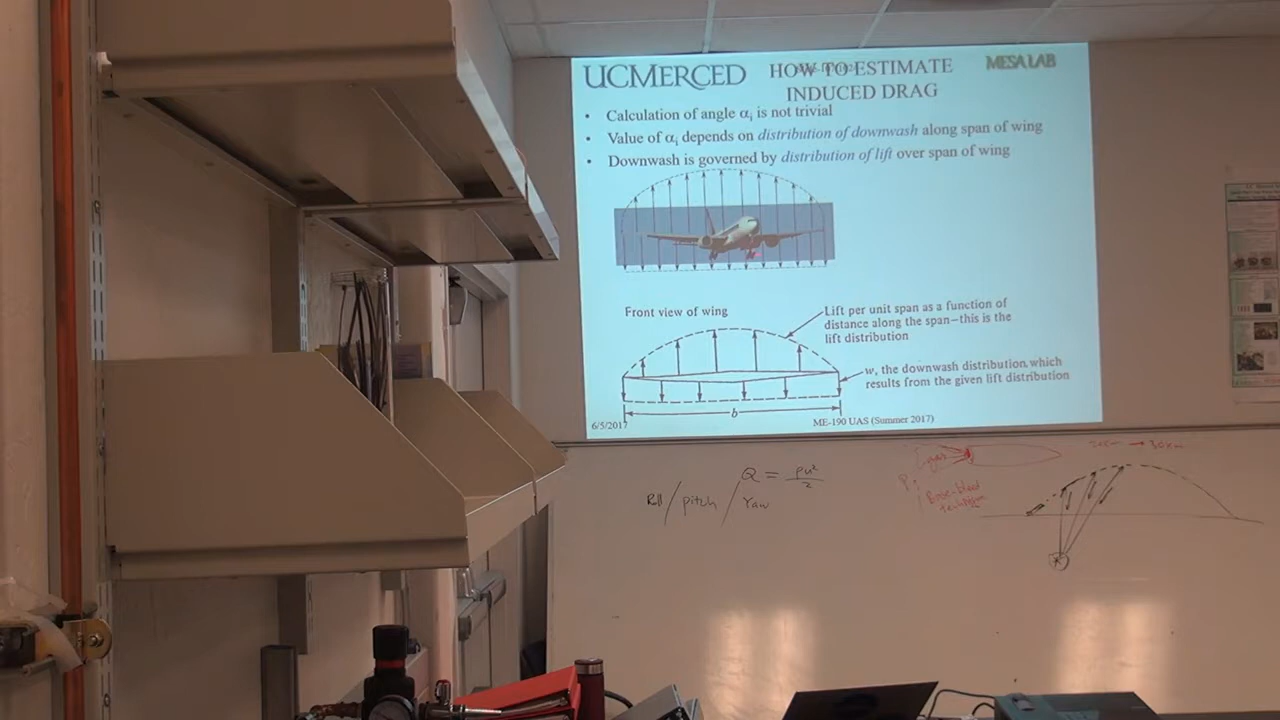 UCMERCED
HOW TO ESTIMATE
INDUCED DRAG
MESA LAB
• Calculation of angle αi is not trivial
• Value of αi depends on distribution of downwash along span of wing
• Downwash is governed by distribution of lift over span of wing
Front view of wing
Lift per unit span as a function of
distance along the span—this is the
lift distribution
w, the downwash distribution, which
results from the given lift distribution
b
6/5/2017
ME-190 UAS (Summer 2017)
Q = ρu²/2
Roll / pitch / Yaw